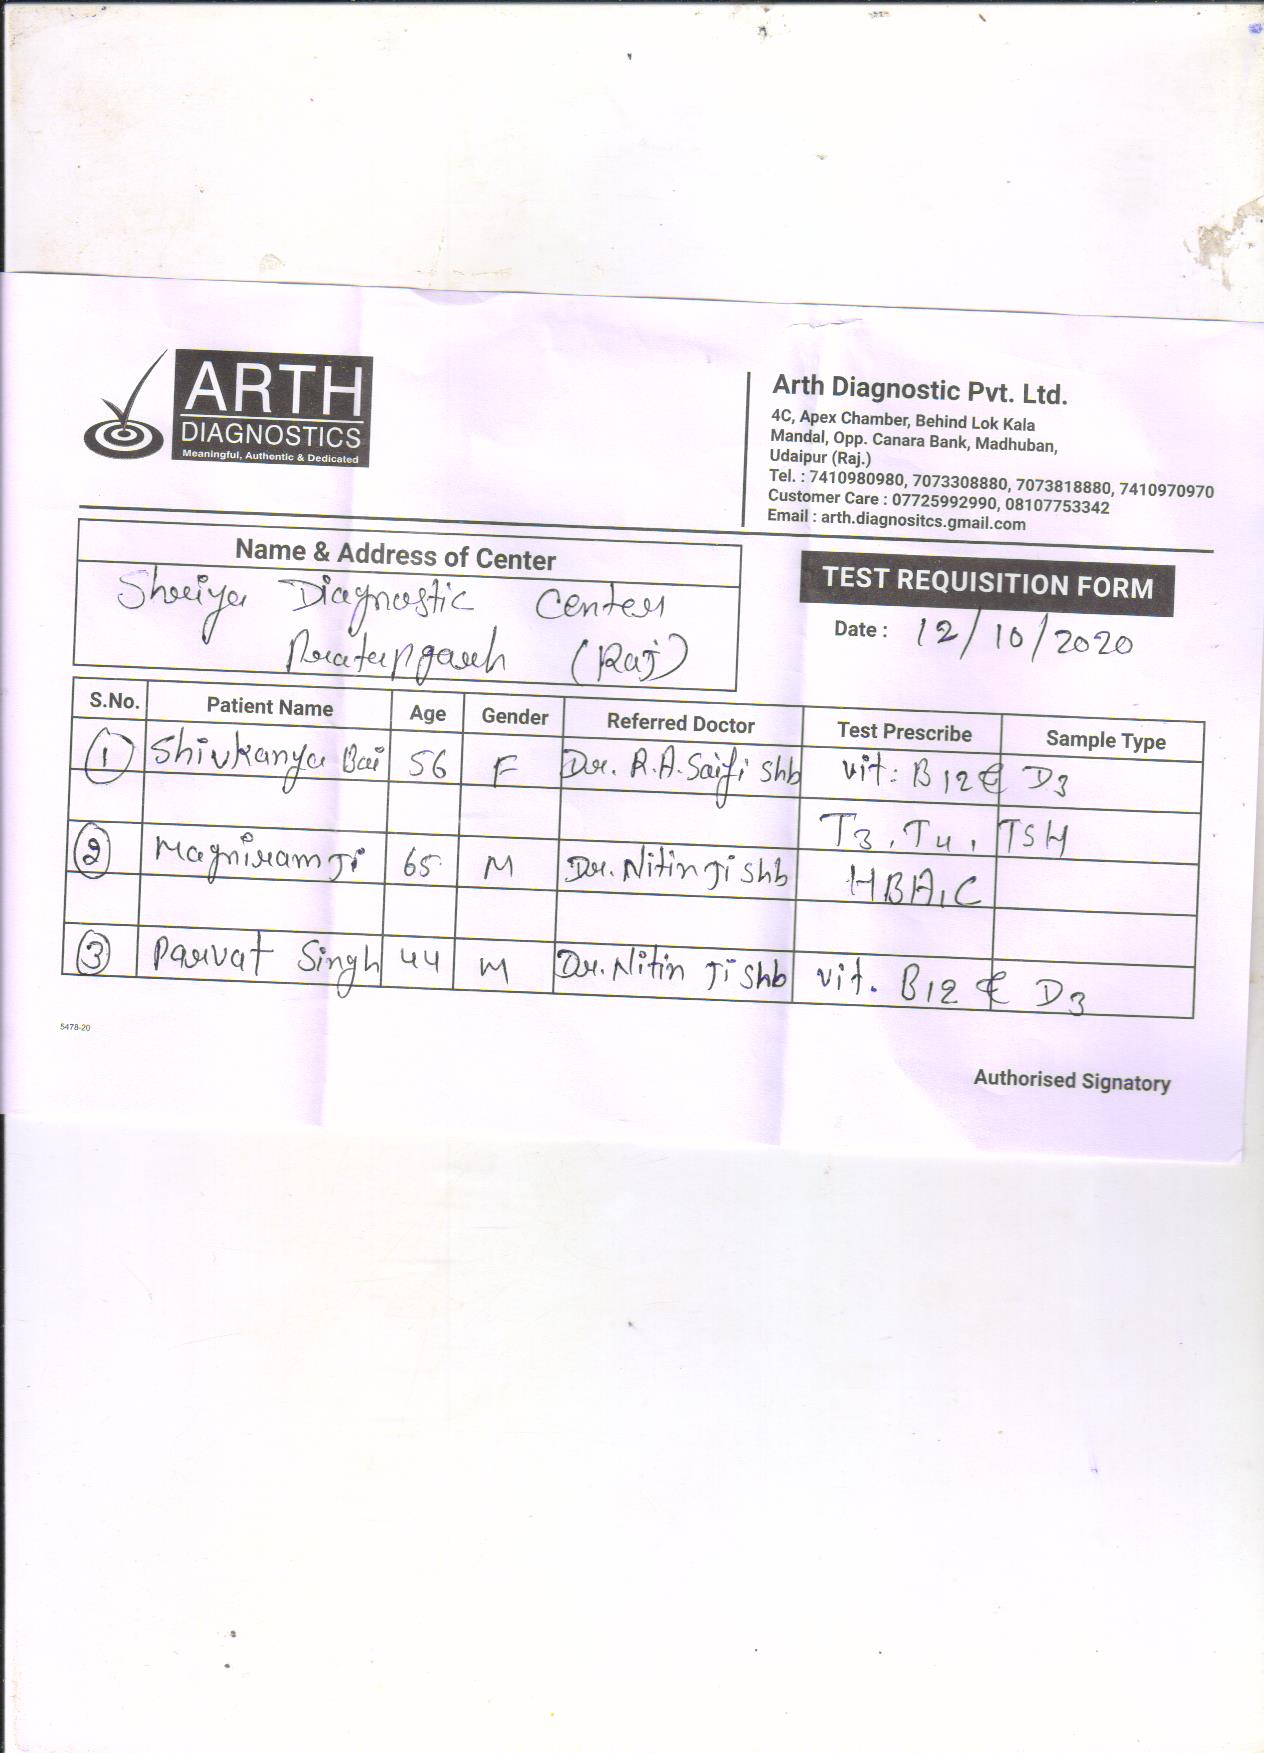 ARTH
DIAGNOSTICS
Meaningful, Authentic & Dedicated
Arth Diagnostic Pvt. Ltd.
4C, Apex Chamber, Behind Lok Kala
Mandal, Opp. Canara Bank, Madhuban,
Udaipur (Raj.)
Tel. : 7410980980, 7073308880, 7073818880, 7410970970
Customer Care : 07725992990, 08107753342
Email : arth.diagnositcs.gmail.com
Name & Address of Center
Shreiya Diagnostic Center
Pratapgarh (Raj)
TEST REQUISITION FORM
Date : 12/10/2020
S.No. Patient Name Age Gender Referred Doctor Test Prescribe Sample Type
1 Shivkanya Bai 56 F Dr. R.A. Saifi Shb Vit: B12 & D3
T3, T4, TSH
2 Magniram Ji 65 M Dr. Nitin Ji Shb HBA1C
3 Parvat Singh 44 M Dr. Nitin Ji Shb Vit. B12 & D3
5478-20
Authorised Signatory